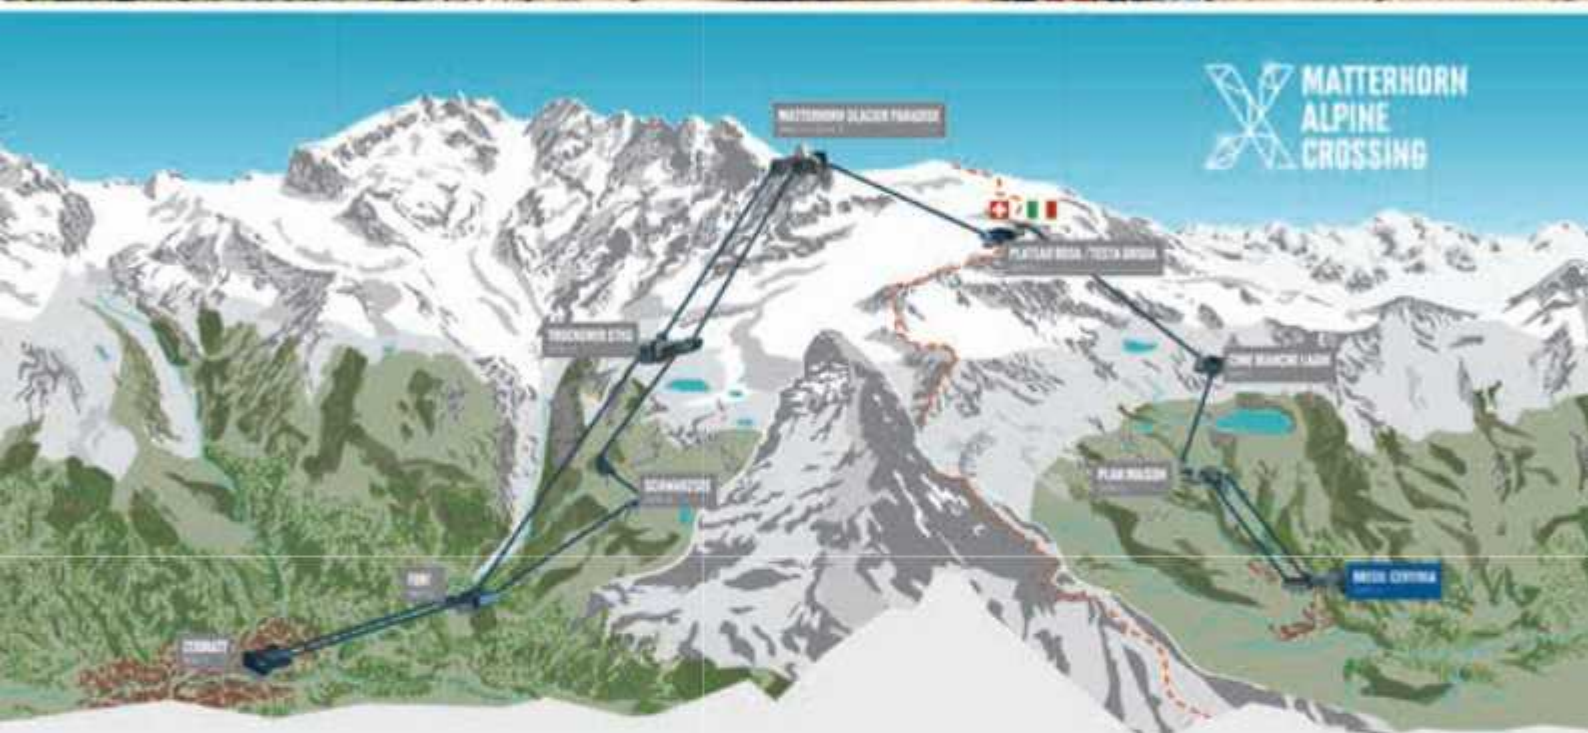 MATTERHORN
ALPINE
CROSSING
MATTERHORN GLACIER PARADISE
PLATEAU ROSA / TESTA GRIGIA
TROCKENER STEG
CIME BIANCHE LAGHI
PLAN MAISON
SCHWARZSEE
FURI
BREUIL CERVINIA
ZERMATT